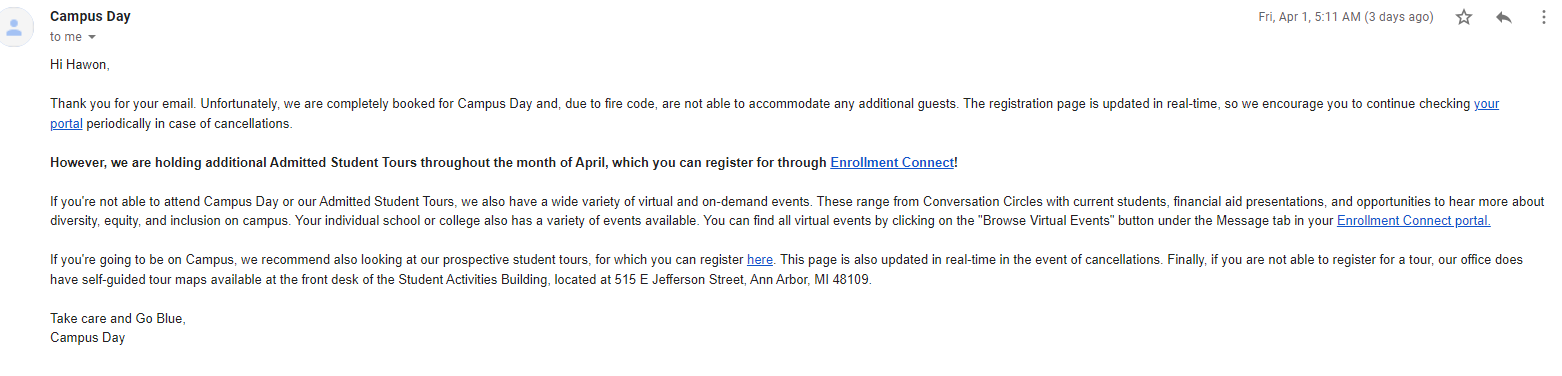 Campus Day
Fri, Apr 1, 5:11 AM (3 days ago)
to me
Hi Hawon,
Thank you for your email. Unfortunately, we are completely booked for Campus Day and, due to fire code, are not able to accommodate any additional guests. The registration page is updated in real-time, so we encourage you to continue checking your
portal periodically in case of cancellations.
However, we are holding additional Admitted Student Tours throughout the month of April, which you can register for through Enrollment Connect!
If you're not able to attend Campus Day or our Admitted Student Tours, we also have a wide variety of virtual and on-demand events. These range from Conversation Circles with current students, financial aid presentations, and opportunities to hear more about
diversity, equity, and inclusion on campus. Your individual school or college also has a variety of events available. You can find all virtual events by clicking on the "Browse Virtual Events" button under the Message tab in your Enrollment Connect portal.
If you're going to be on Campus, we recommend also looking at our prospective student tours, for which you can register here. This page is also updated in real-time in the event of cancellations. Finally, if you are not able to register for a tour, our office does
have self-guided tour maps available at the front desk of the Student Activities Building, located at 515 E Jefferson Street, Ann Arbor, MI 48109.
Take care and Go Blue,
Campus Day